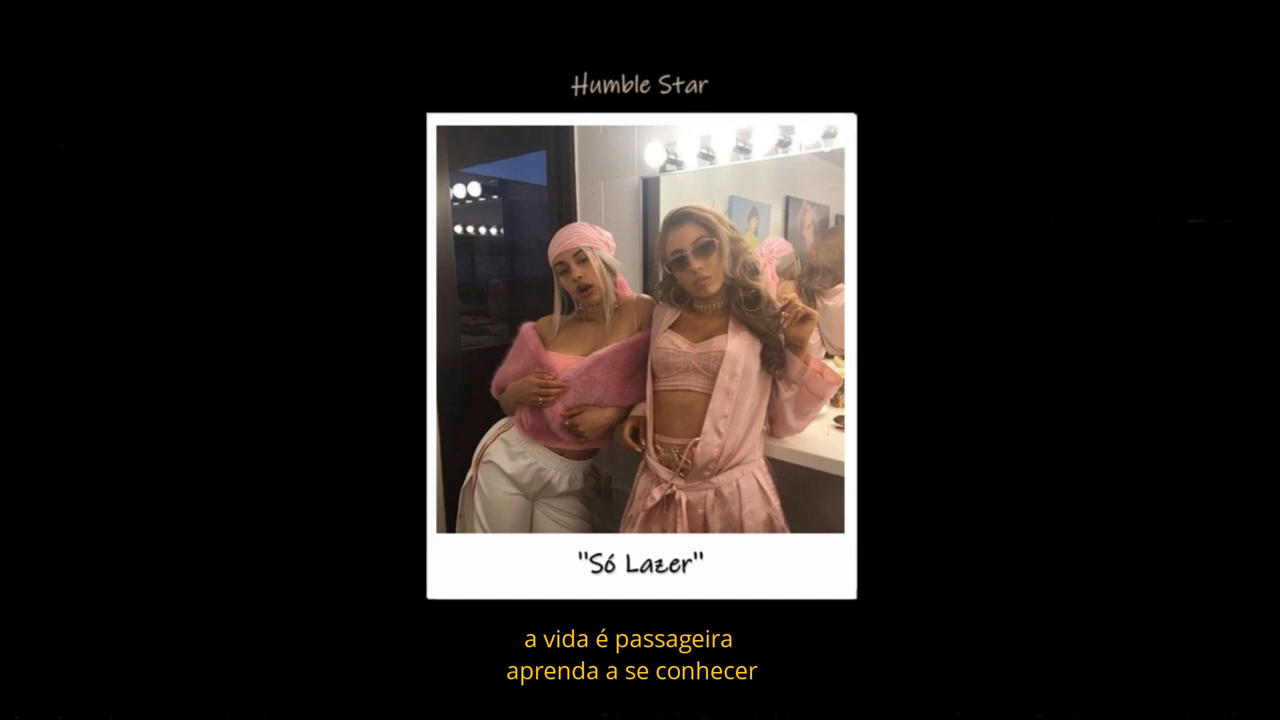 Humble Star
"Só Lazer"
a vida é passageira
aprenda a se conhecer